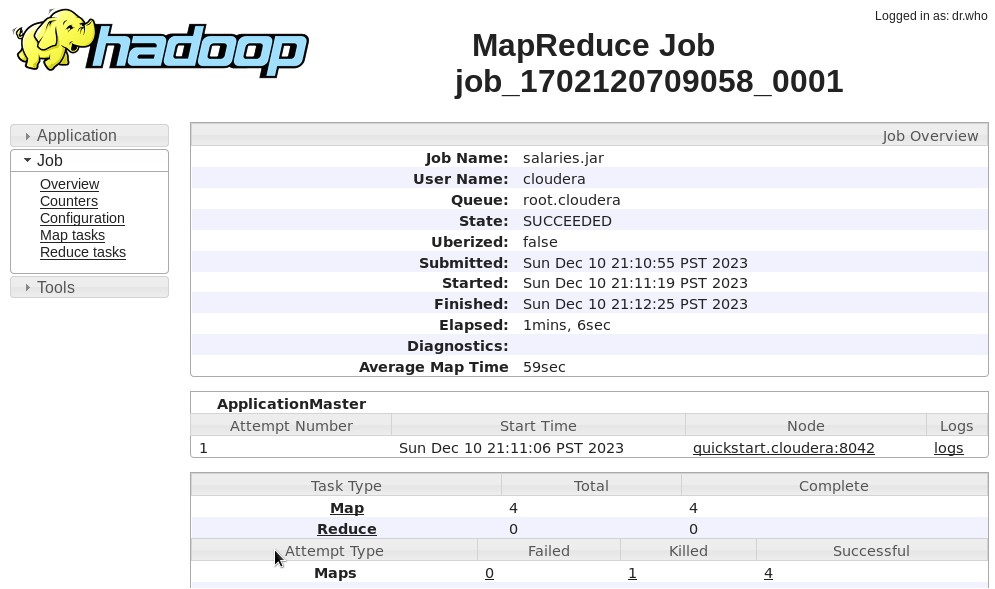 Logged in as: dr.who
hadoop
MapReduce Job
job_1702120709058_0001
Application
Job
Overview
Counters
Configuration
Map tasks
Reduce tasks
Tools
Job Overview
Job Name: salaries.jar
User Name: cloudera
Queue: root.cloudera
State: SUCCEEDED
Uberized: false
Submitted: Sun Dec 10 21:10:55 PST 2023
Started: Sun Dec 10 21:11:19 PST 2023
Finished: Sun Dec 10 21:12:25 PST 2023
Elapsed: 1mins, 6sec
Diagnostics:
Average Map Time 59sec
ApplicationMaster
Attempt Number Start Time Node Logs
1 Sun Dec 10 21:11:06 PST 2023 quickstart.cloudera:8042 logs
Task Type Total Complete
Map 4 4
Reduce 0 0
Attempt Type Failed Killed Successful
Maps 0 1 4